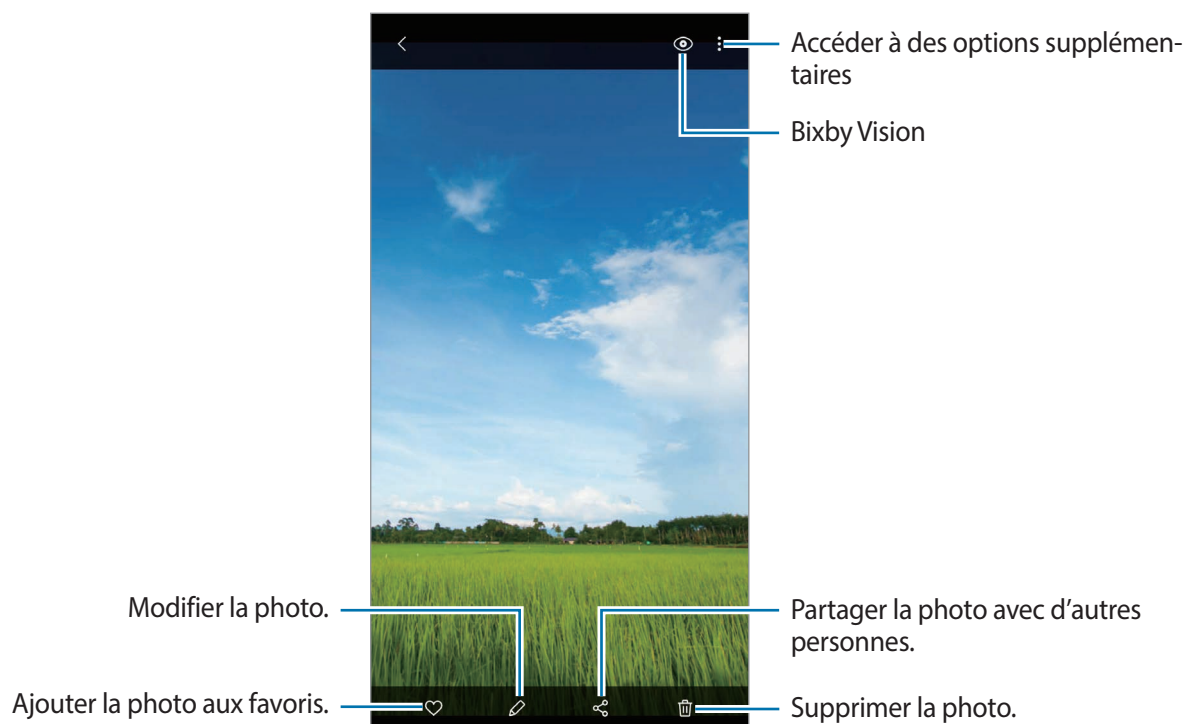 Accéder à des options supplémen-
taires
Bixby Vision
Modifier la photo.
Partager la photo avec d'autres
personnes.
Ajouter la photo aux favoris.
Supprimer la photo.